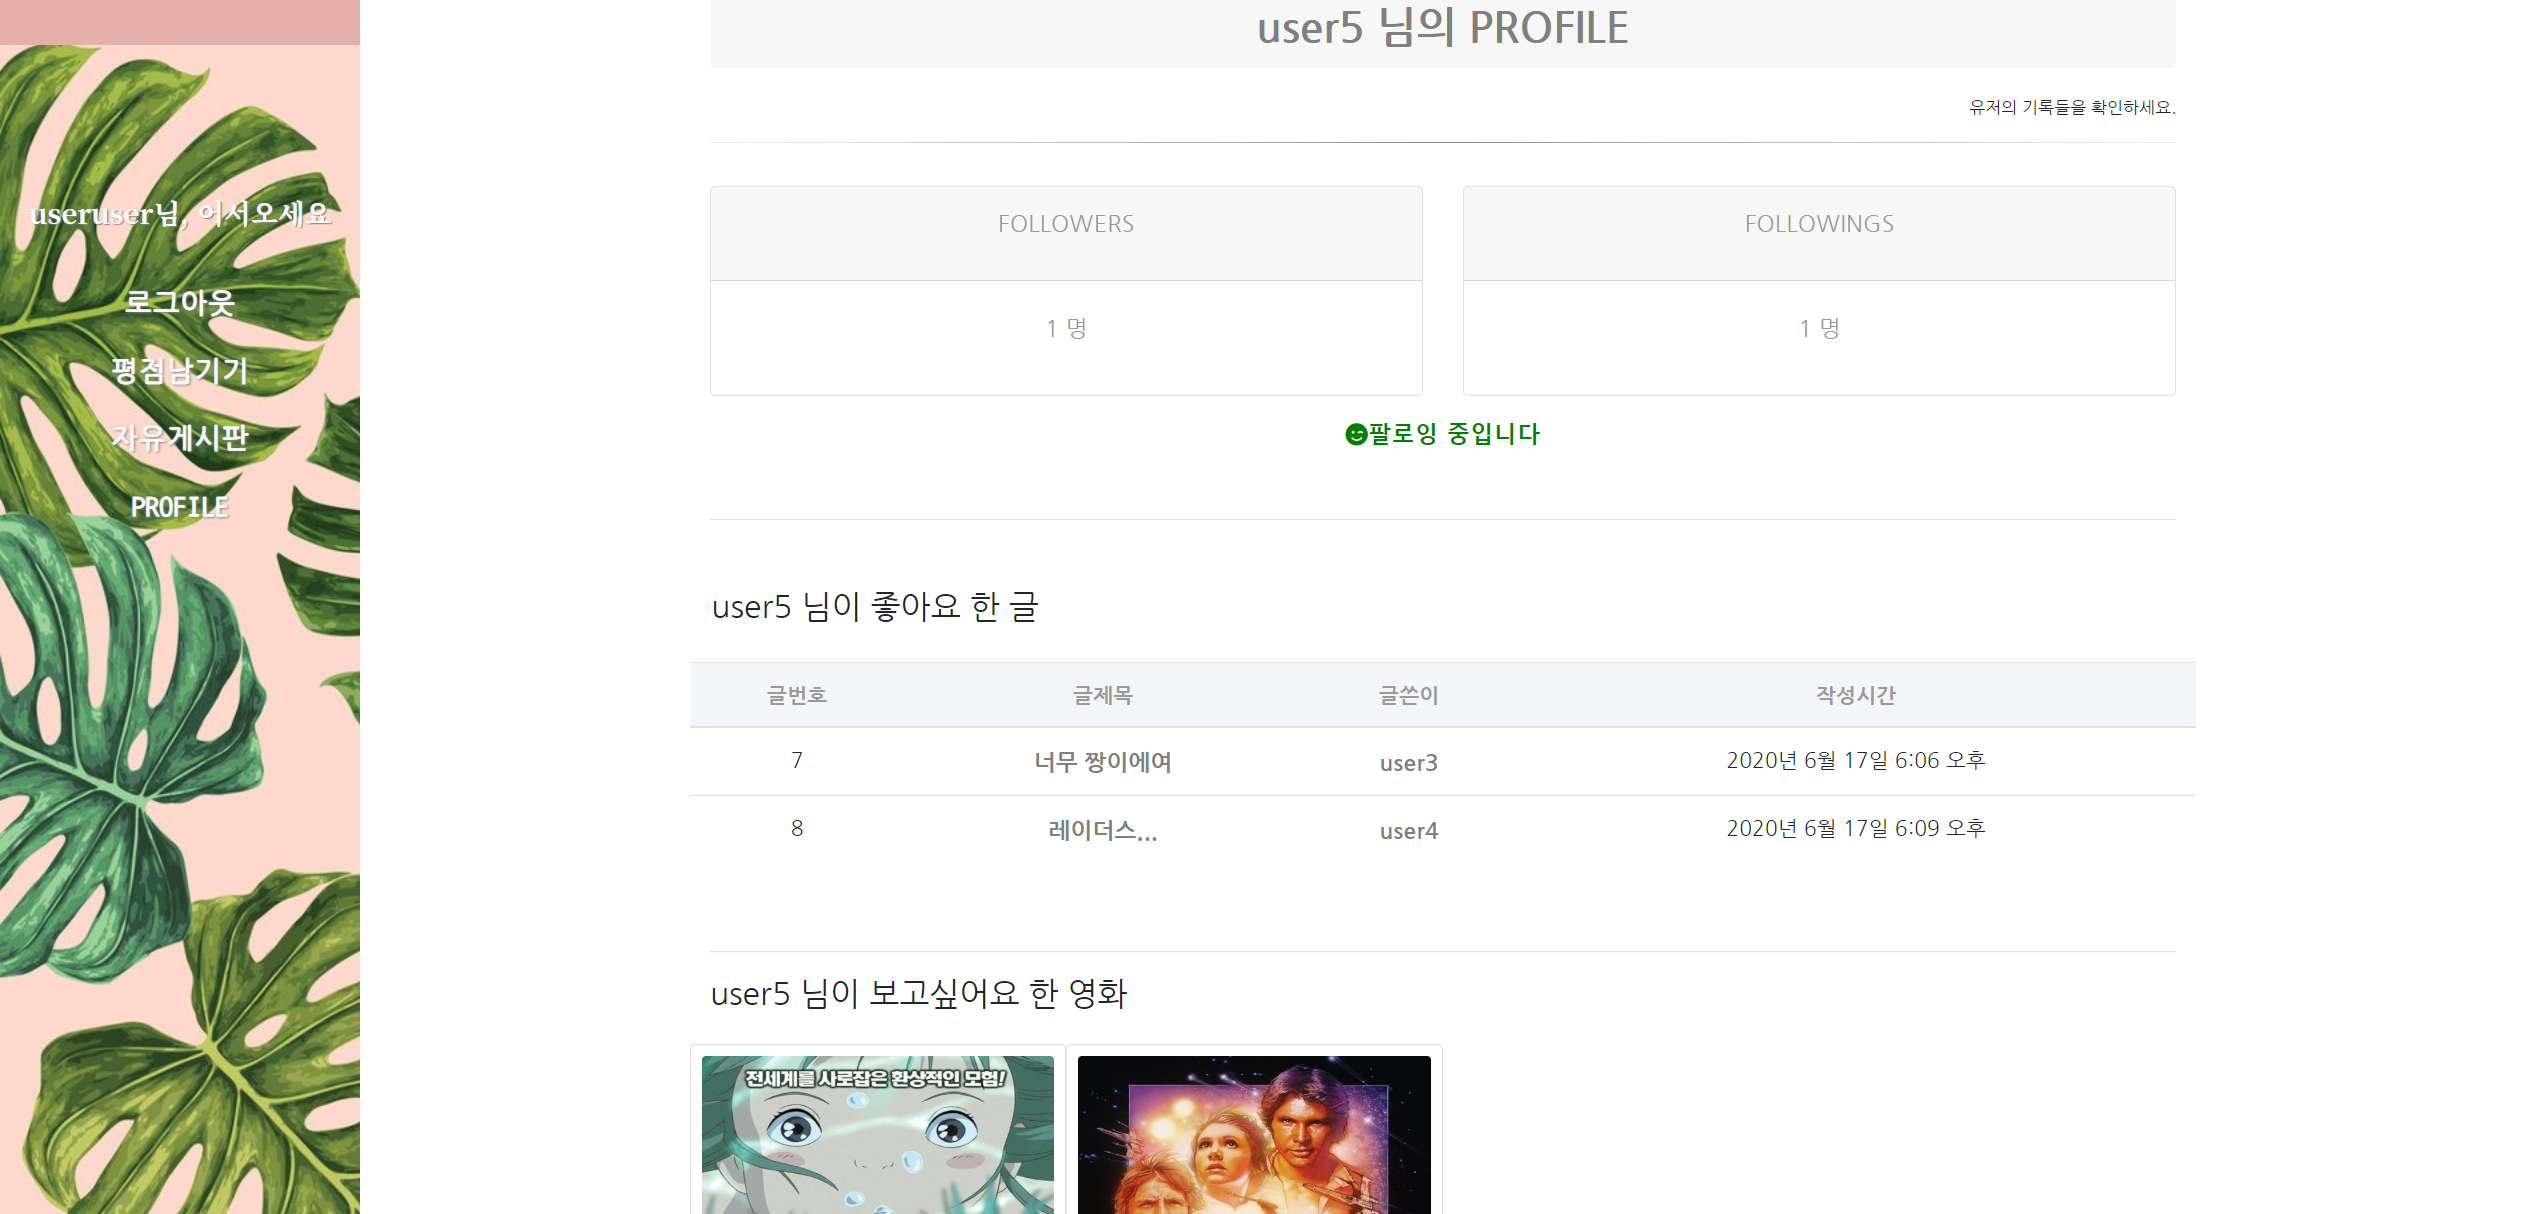 user5 님의 PROFILE
유저의 기록들을 확인하세요.
useruser님, 어서오세요
로그아웃
평점남기기
자유게시판
PROFILE
FOLLOWERS
FOLLOWINGS
1 명
1 명
팔로잉 중입니다
user5 님이 좋아요 한 글
글번호 글제목 글쓴이 작성시간
7 너무 짱이에여 user3 2020년 6월 17일 6:06 오후
8 레이더스... user4 2020년 6월 17일 6:09 오후
user5 님이 보고싶어요 한 영화
전세계를 사로잡은 환상적인 모험!